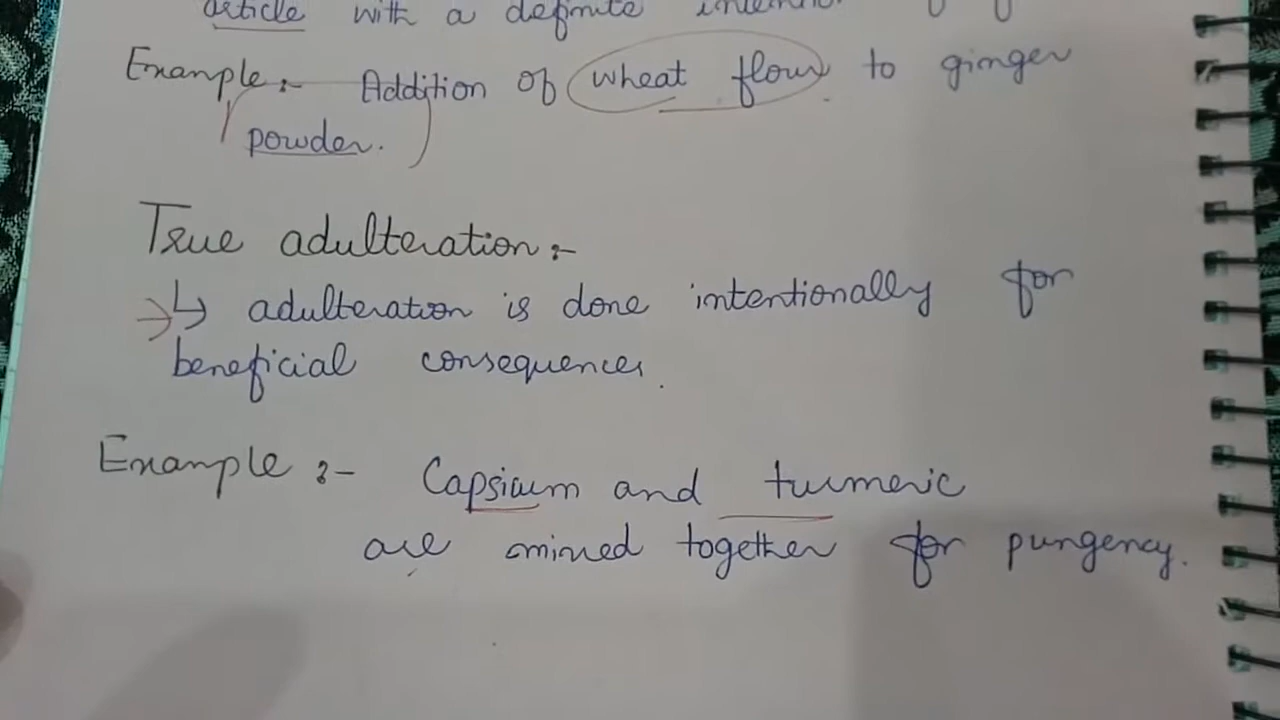 article with a definite
Example:- Addition of wheat flour to ginger
powder.
True adulteration:-
↳ adulteration is done intentionally for
beneficial consequences.
Example:- Capsium and turmeric
are mixed together for pungency.